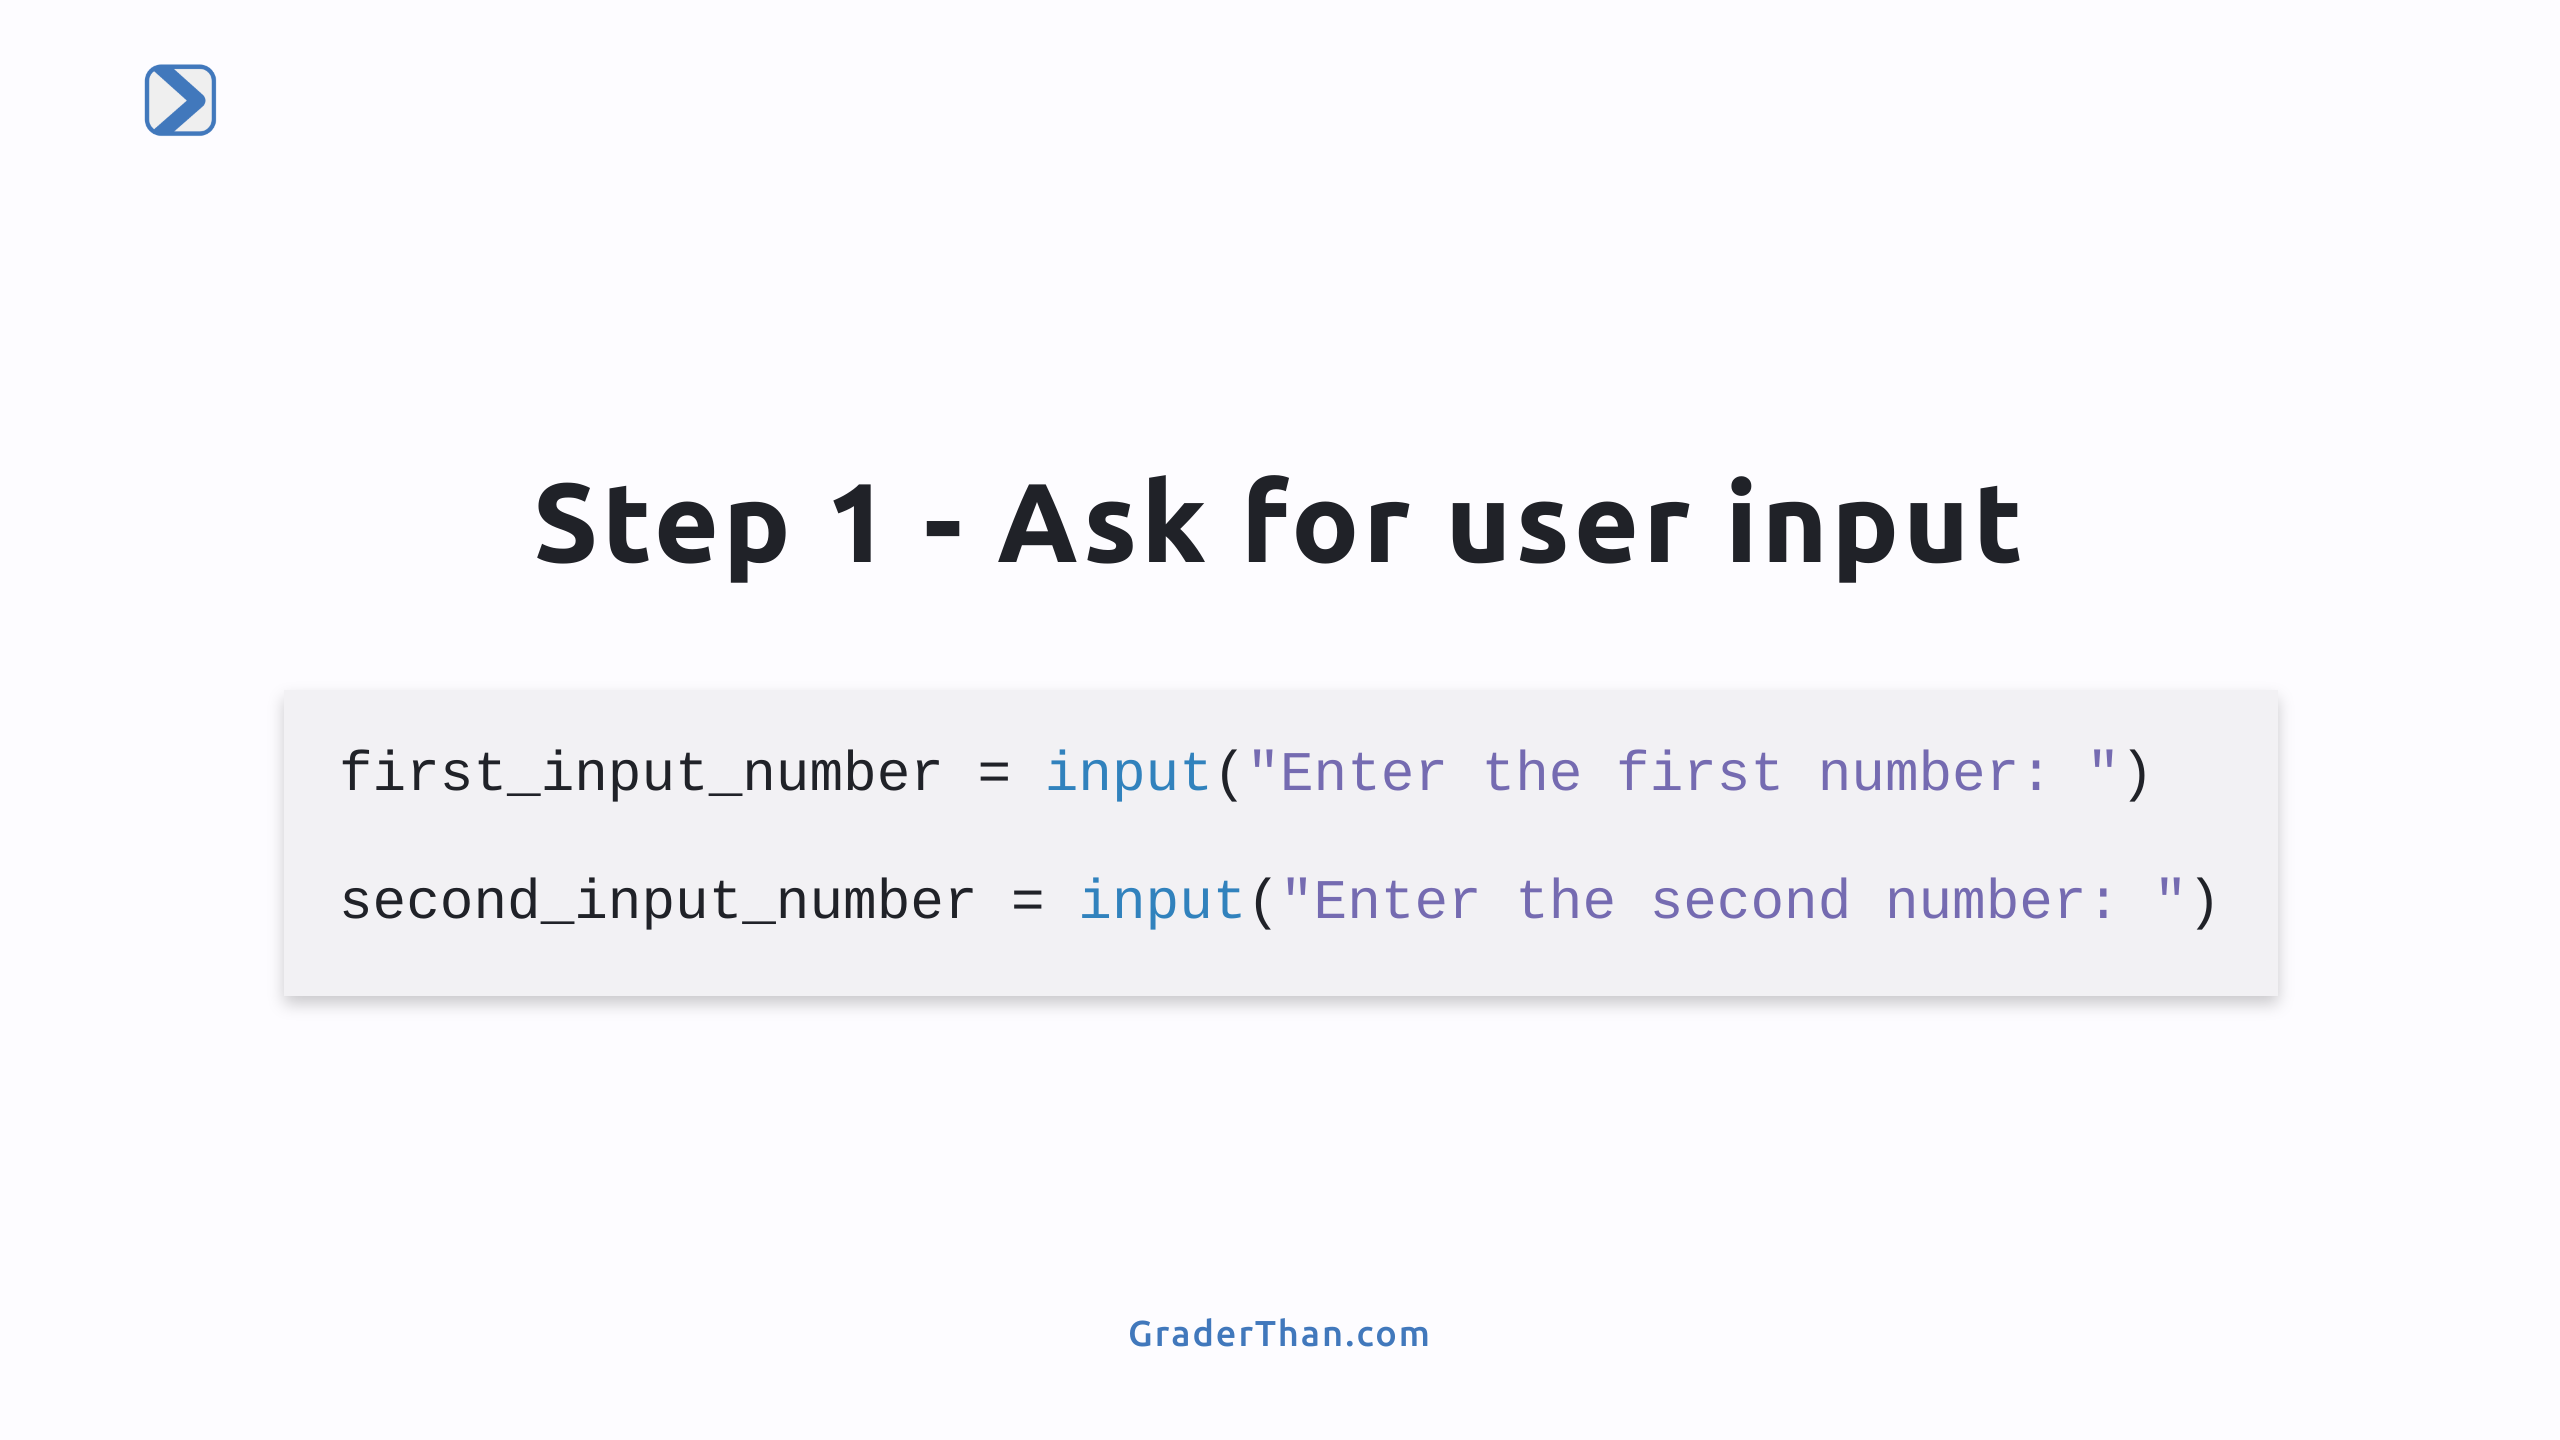 Step 1 - Ask for user input
first_input_number = input("Enter the first number: ")
second_input_number = input("Enter the second number: ")
GraderThan.com